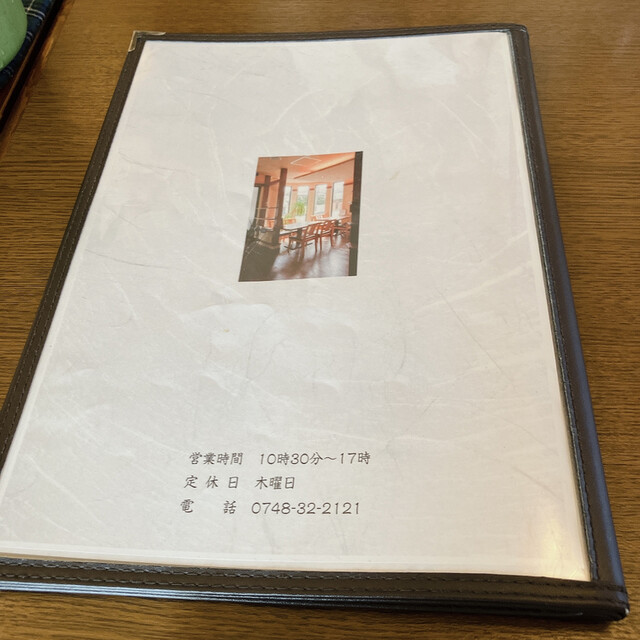 営業時間　10時30分～17時
定 休 日　木曜日
電　　話　0748-32-2121